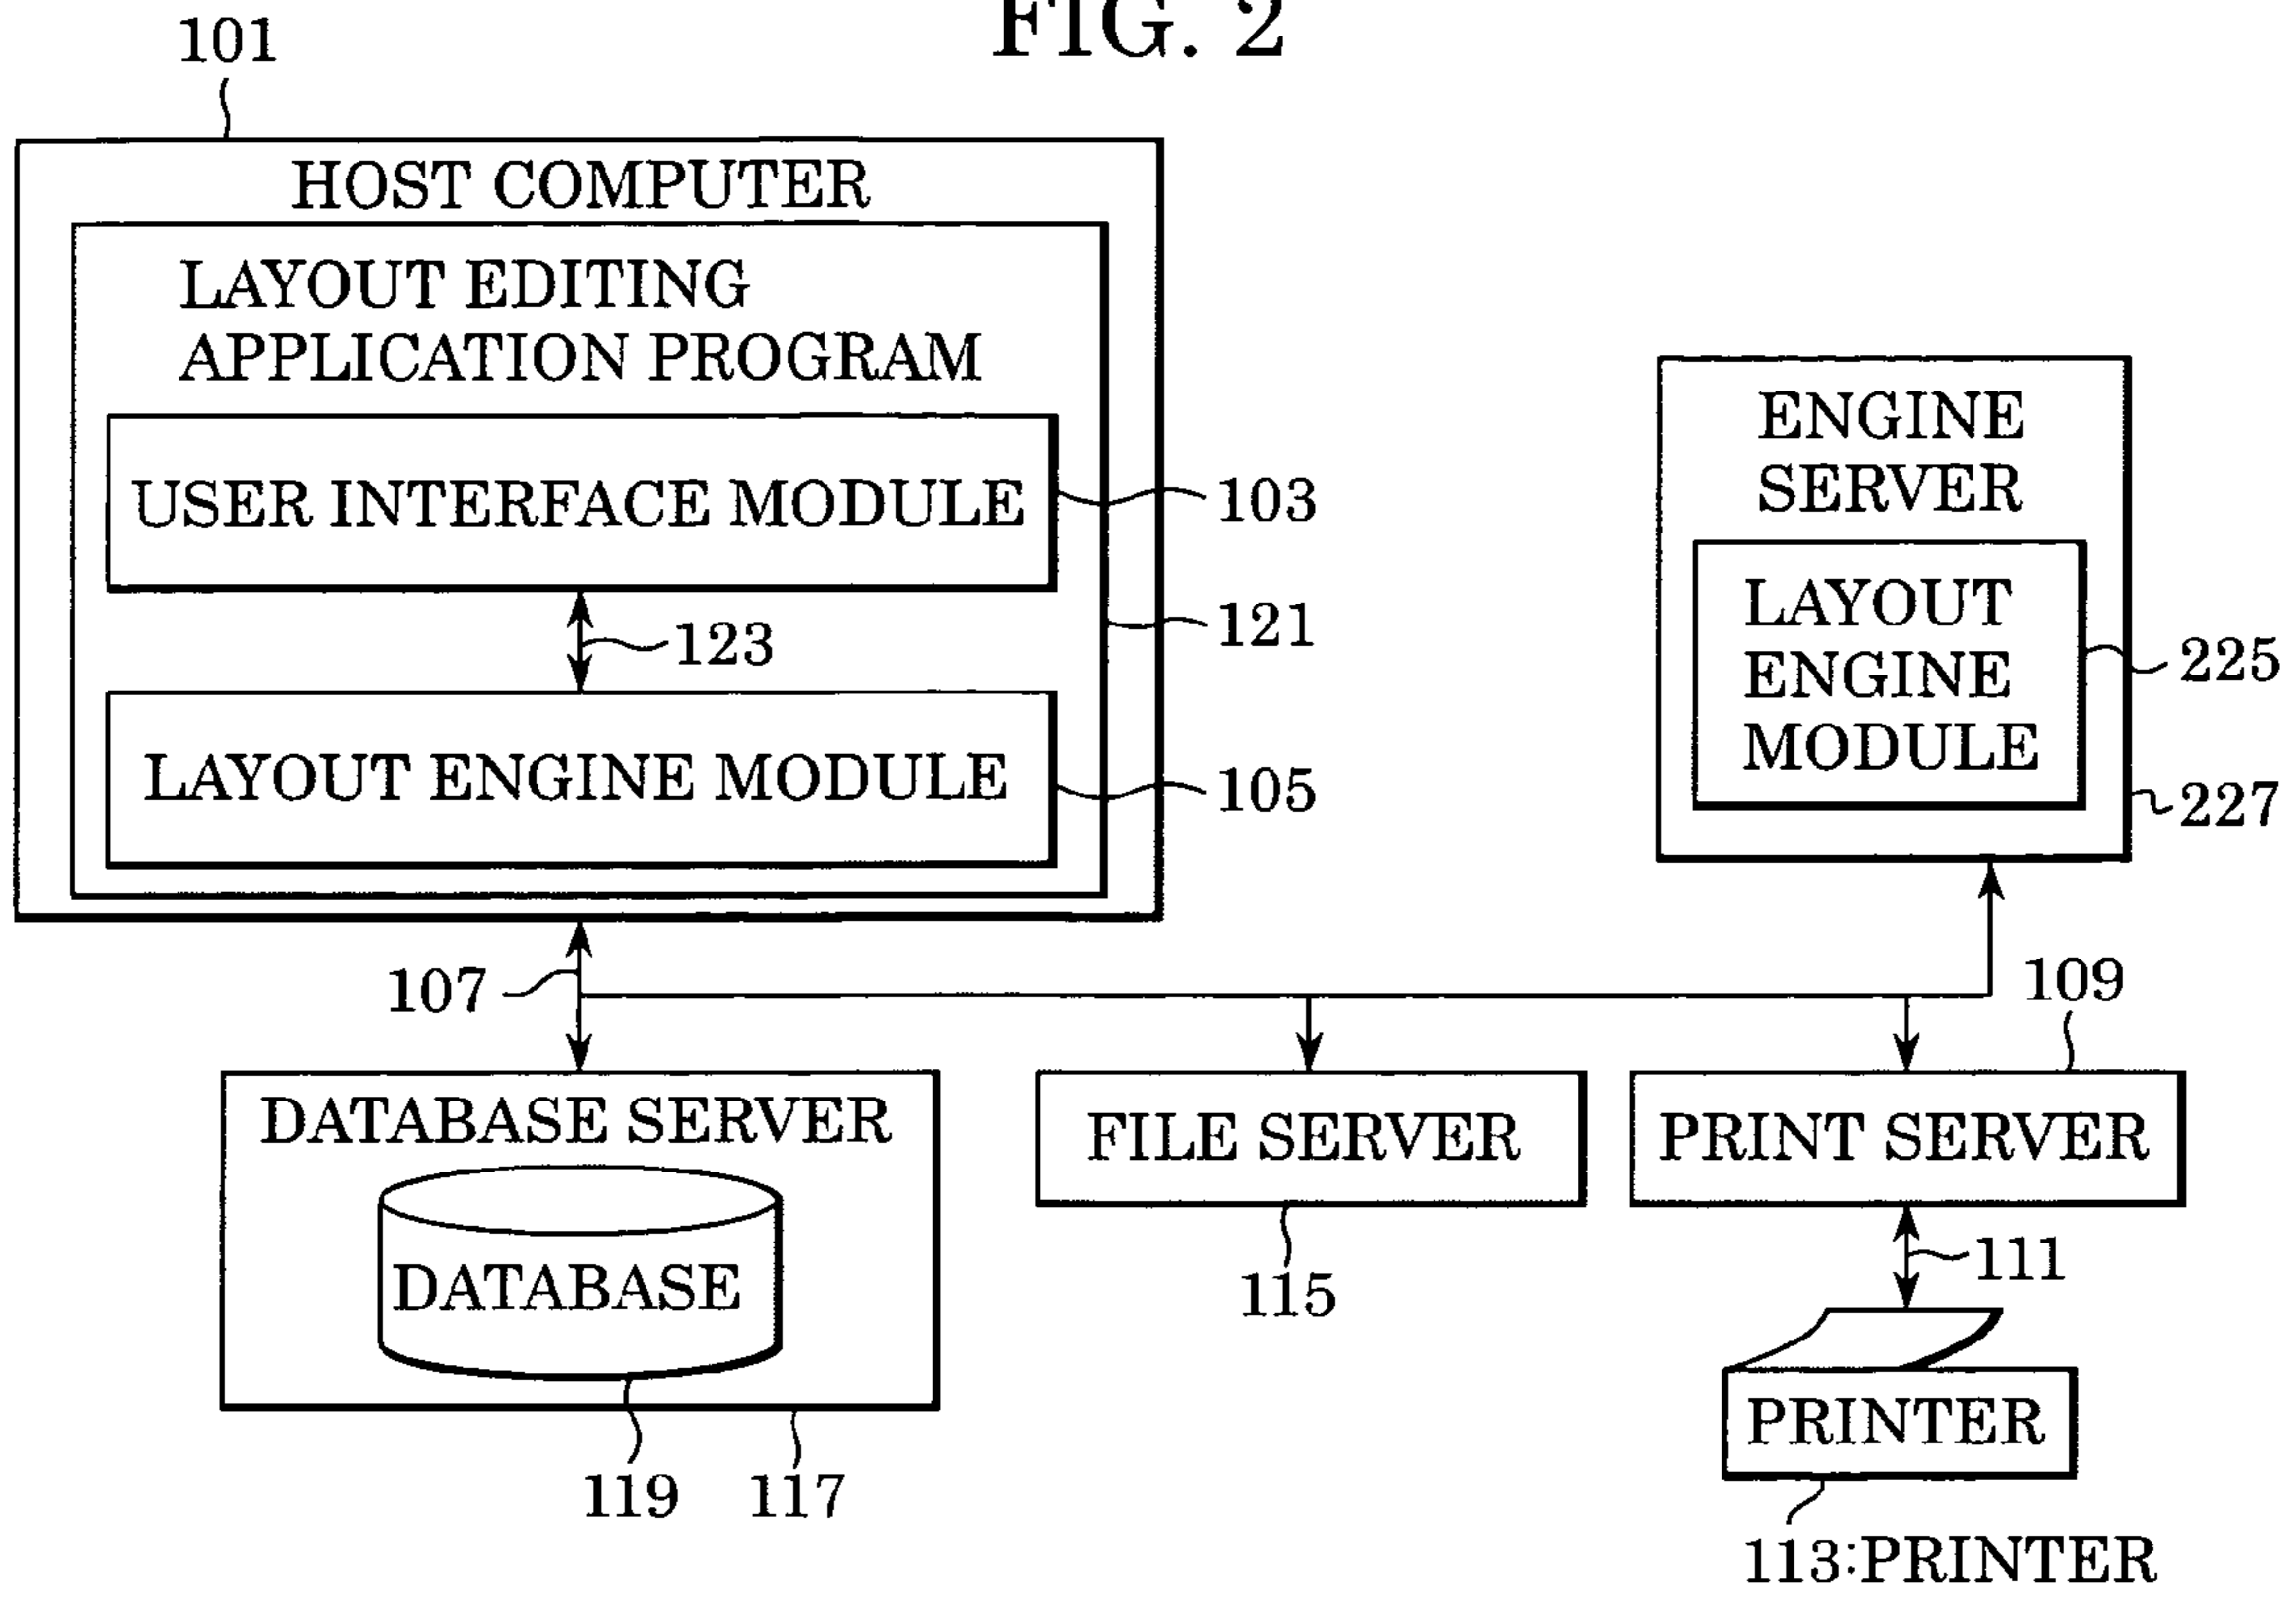 FIG. 2
101
HOST COMPUTER
LAYOUT EDITING
APPLICATION PROGRAM
USER INTERFACE MODULE
103
123
121
LAYOUT ENGINE MODULE
105
ENGINE
SERVER
LAYOUT
ENGINE
MODULE
225
227
107
109
DATABASE SERVER
DATABASE
119
117
FILE SERVER
115
PRINT SERVER
111
PRINTER
113:PRINTER